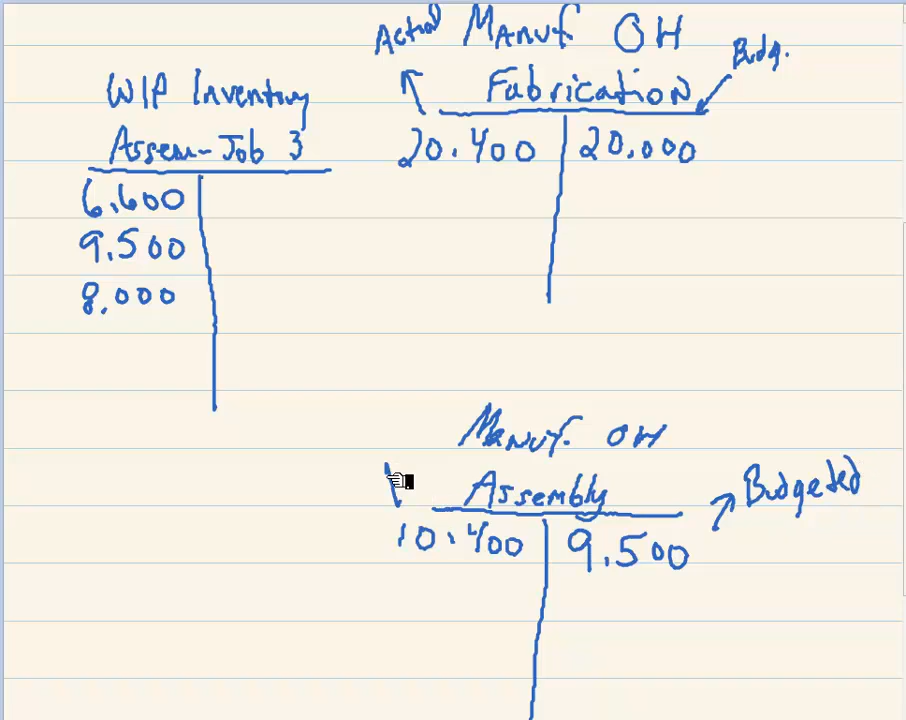 Actual Manuf. OH
Budg.
Fabrication
20.400 20.000
WIP Inventory
Assem-Job 3
6.600
9.500
8.000
Manuf. OH
Assembly
Budgeted
10.400 9.500